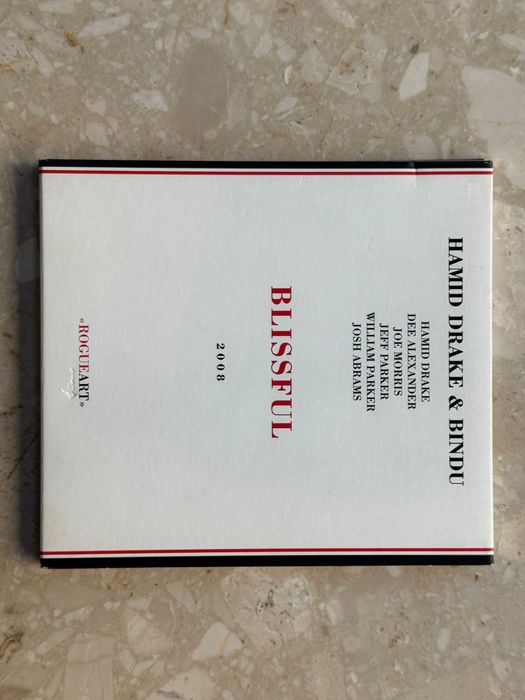 HAMID DRAKE & BINDU
HAMID DRAKE
DEE ALEXANDER
JOE MORRIS
JEFF PARKER
WILLIAM PARKER
JOSH ABRAMS
BLISSFUL
2008
«ROGUEART»